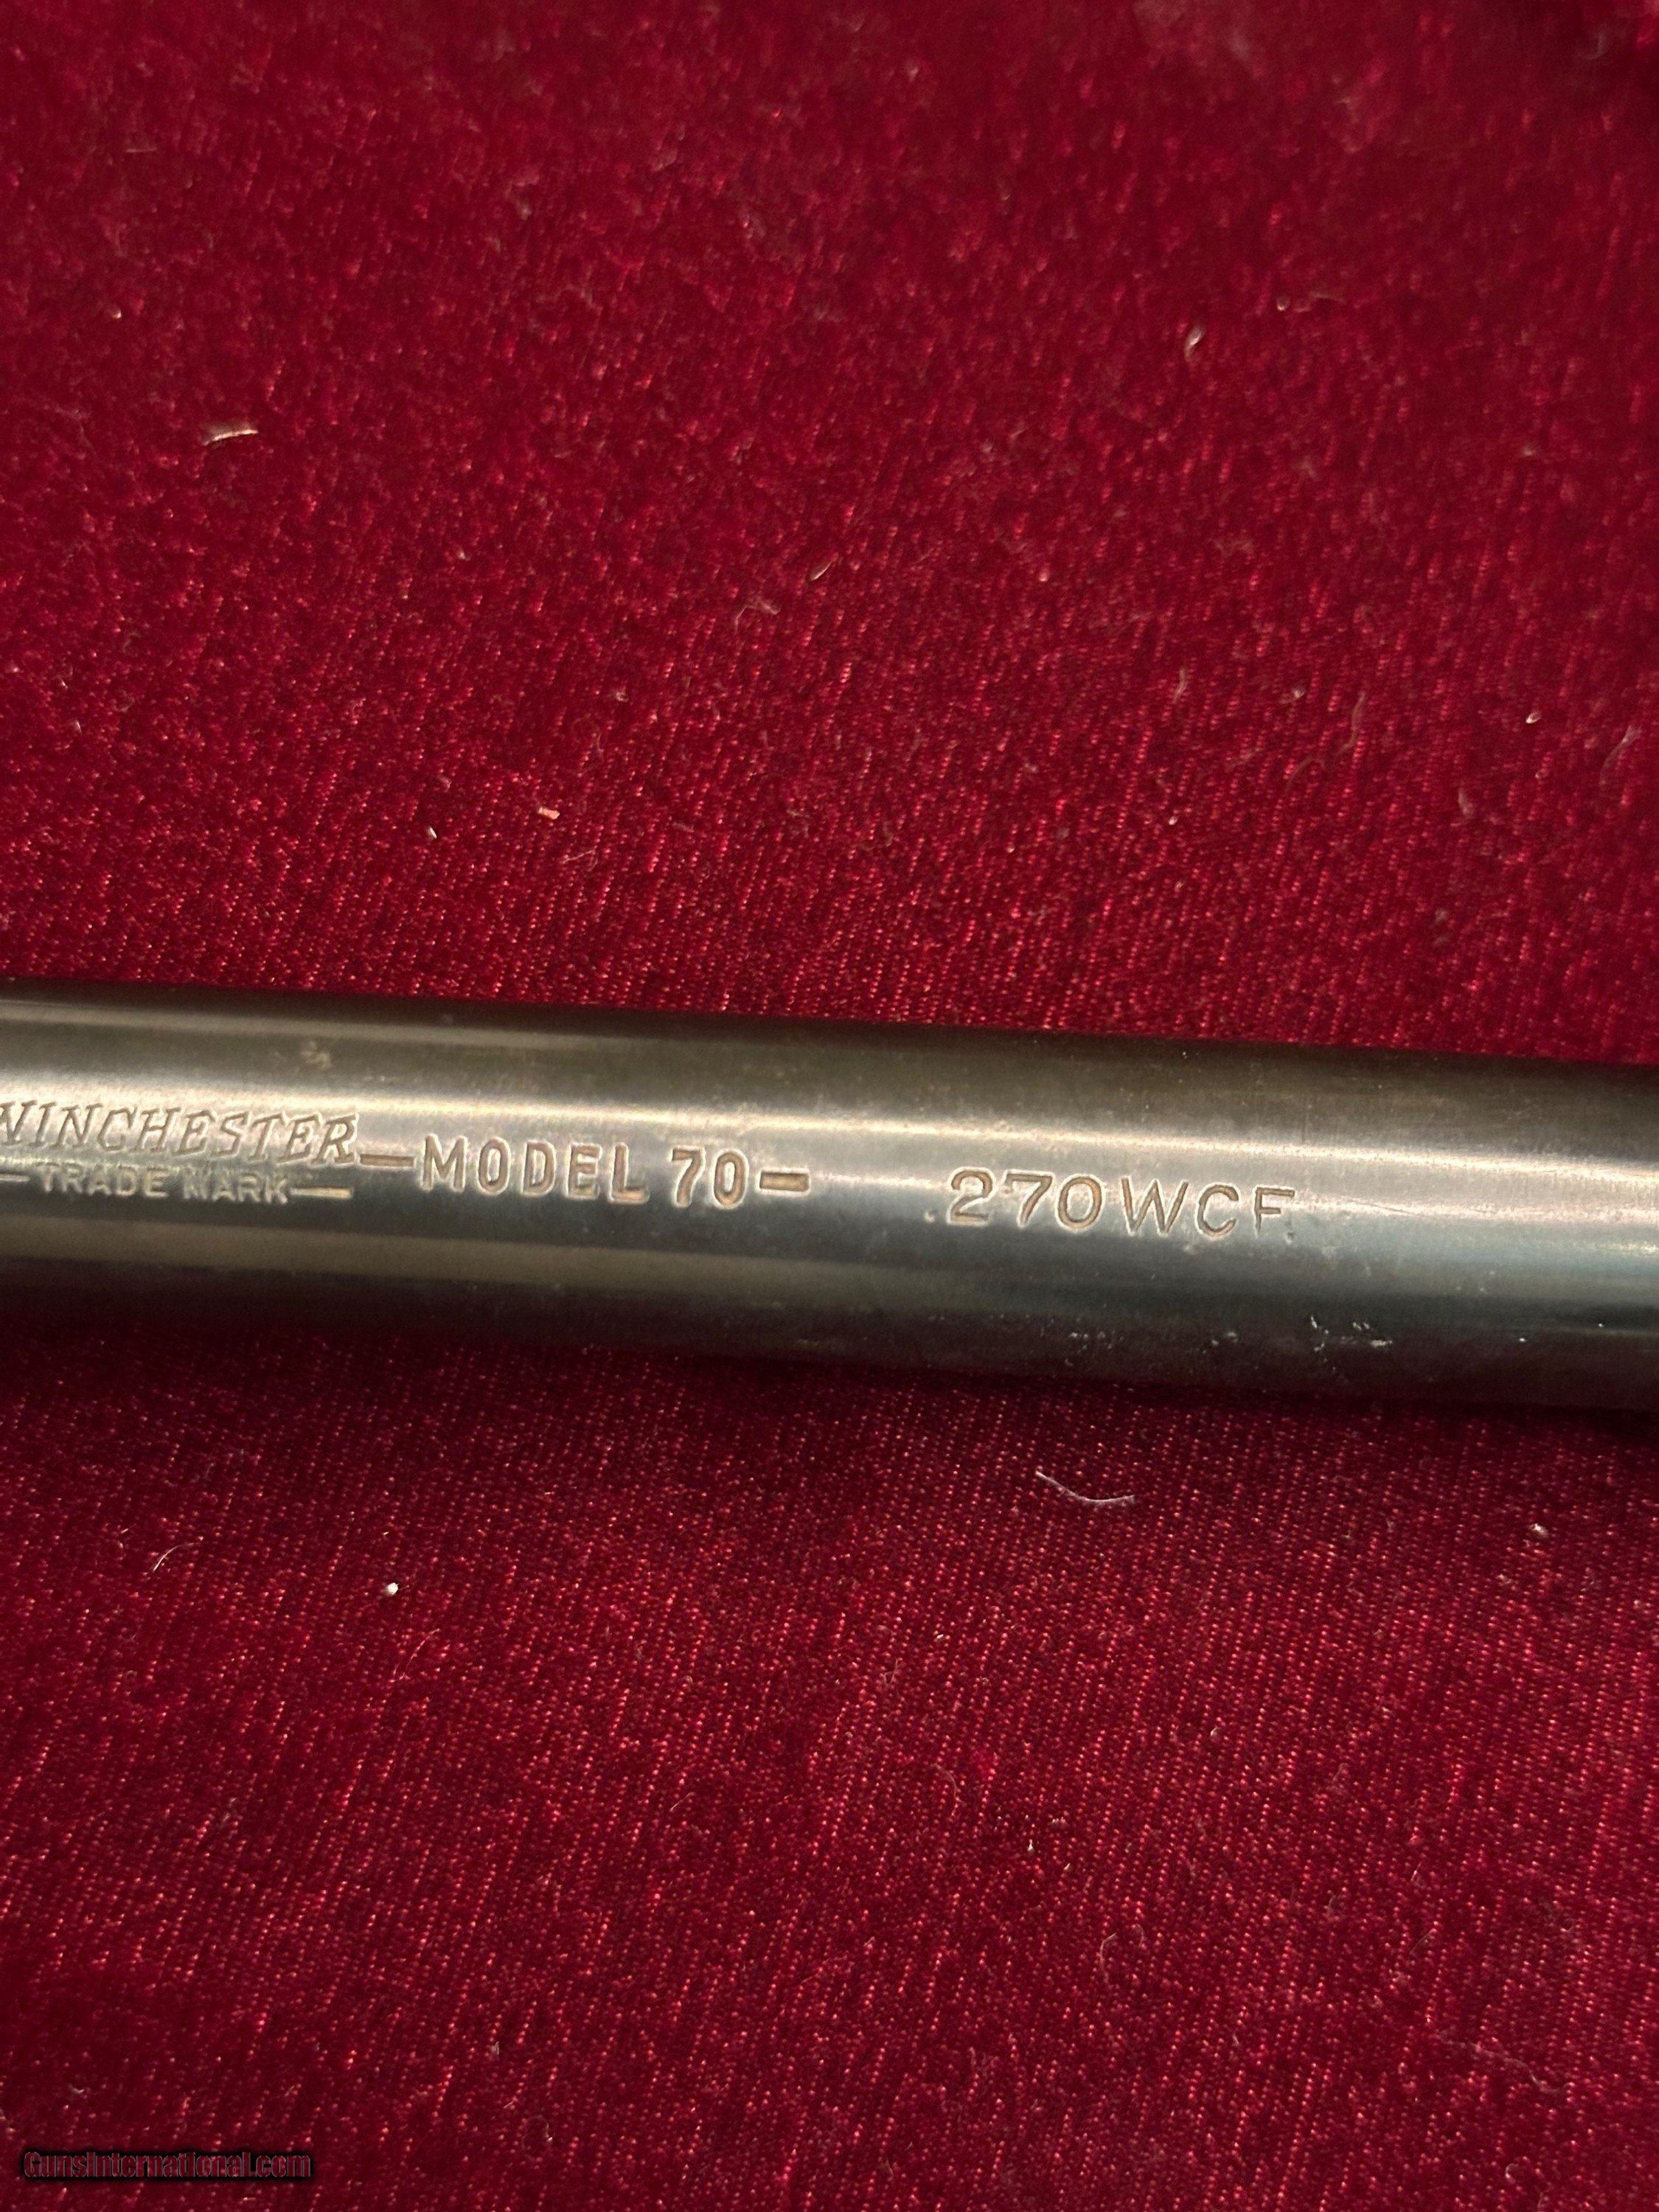 WINCHESTER
—TRADE MARK—
—MODEL 70— .270 WCF
GunsInternational.com